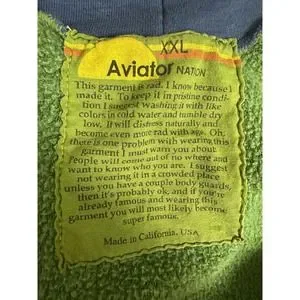 XXL
Aviator NATION
This garment is rad. I know because I
made it. To keep it in pristine condi-
tion I suggest washing it with like
colors in cold water and tumble dry
low. It will distress naturally and
become even more rad with age. Oh,
there is one problem with wearing this
garment I must warn you about
People will come out of no where and
want to know who you are. I suggest
not wearing it in a crowded place
unless you have a couple body guards,
then it's probably ok, and if you're
already famous and wearing this
garment you will most likely become
super famous.
Made in California, USA